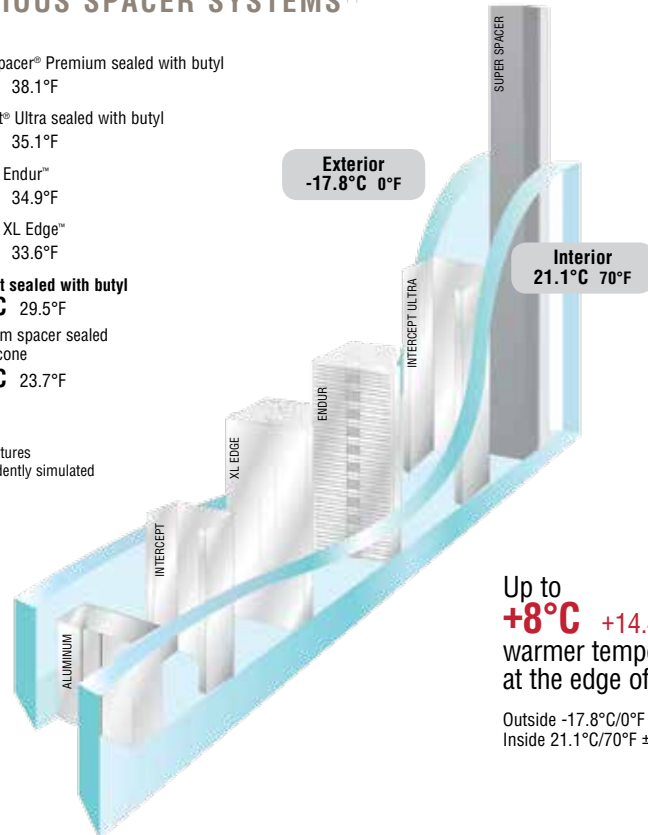 IOUS SPACER SYSTEMS
pacer® Premium sealed with butyl
38.1°F
t® Ultra sealed with butyl
35.1°F
Endur™
34.9°F
XL Edge™
33.6°F
t sealed with butyl
C 29.5°F
m spacer sealed
cone
C 23.7°F
tures
dently simulated
Exterior
-17.8°C 0°F
Interior
21.1°C 70°F
SUPER SPACER
INTERCEPT ULTRA
ENDUR
XL EDGE
INTERCEPT
ALUMINUM
Up to
+8°C +14.
warmer tempe
at the edge of
Outside -17.8°C/0°F
Inside 21.1°C/70°F ±